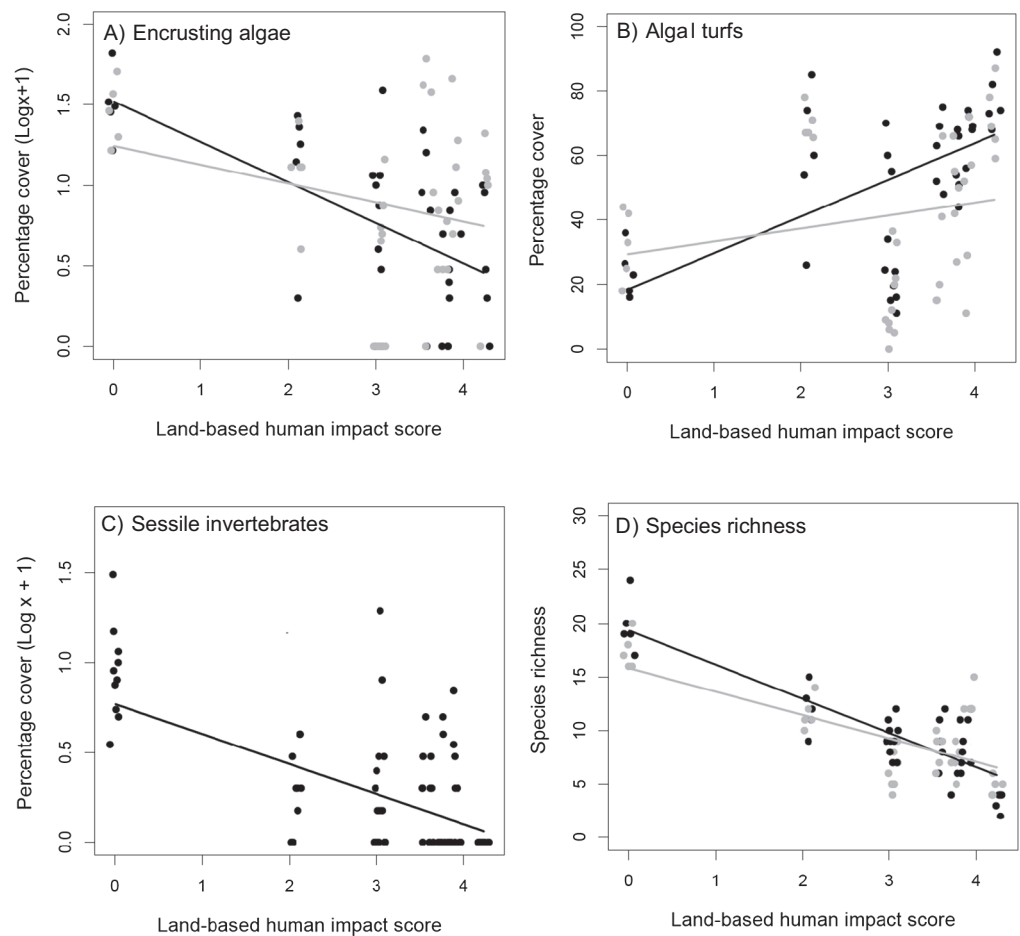 A) Encrusting algae
Percentage cover (Logx+1)
2.0
1.5
1.0
0.5
0.0
0 1 2 3 4
Land-based human impact score
B) Algal turfs
Percentage cover
100
80
60
40
20
0
0 1 2 3 4
Land-based human impact score
C) Sessile invertebrates
Percentage cover (Log x + 1)
1.5
1.0
0.5
0.0
0 1 2 3 4
Land-based human impact score
D) Species richness
Species richness
30
25
20
15
10
5
0
0 1 2 3 4
Land-based human impact score